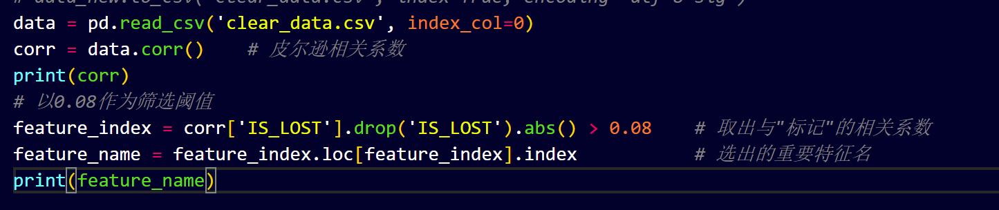 # data_new.to_csv('clear_data.csv', index=True, encoding='utf-8-sig')
data = pd.read_csv('clear_data.csv', index_col=0)
corr = data.corr()    # 皮尔逊相关系数
print(corr)
# 以0.08作为筛选阈值
feature_index = corr['IS_LOST'].drop('IS_LOST').abs() > 0.08    # 取出与"标记"的相关系数
feature_name = feature_index.loc[feature_index].index           # 选出的重要特征名
print(feature_name)